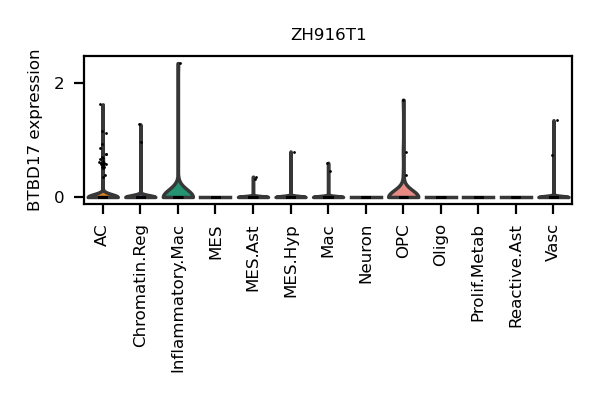 ZH916T1
BTBD17 expression
2
0
AC
Chromatin.Reg
Inflammatory.Mac
MES
MES.Ast
MES.Hyp
Mac
Neuron
OPC
Oligo
Prolif.Metab
Reactive.Ast
Vasc